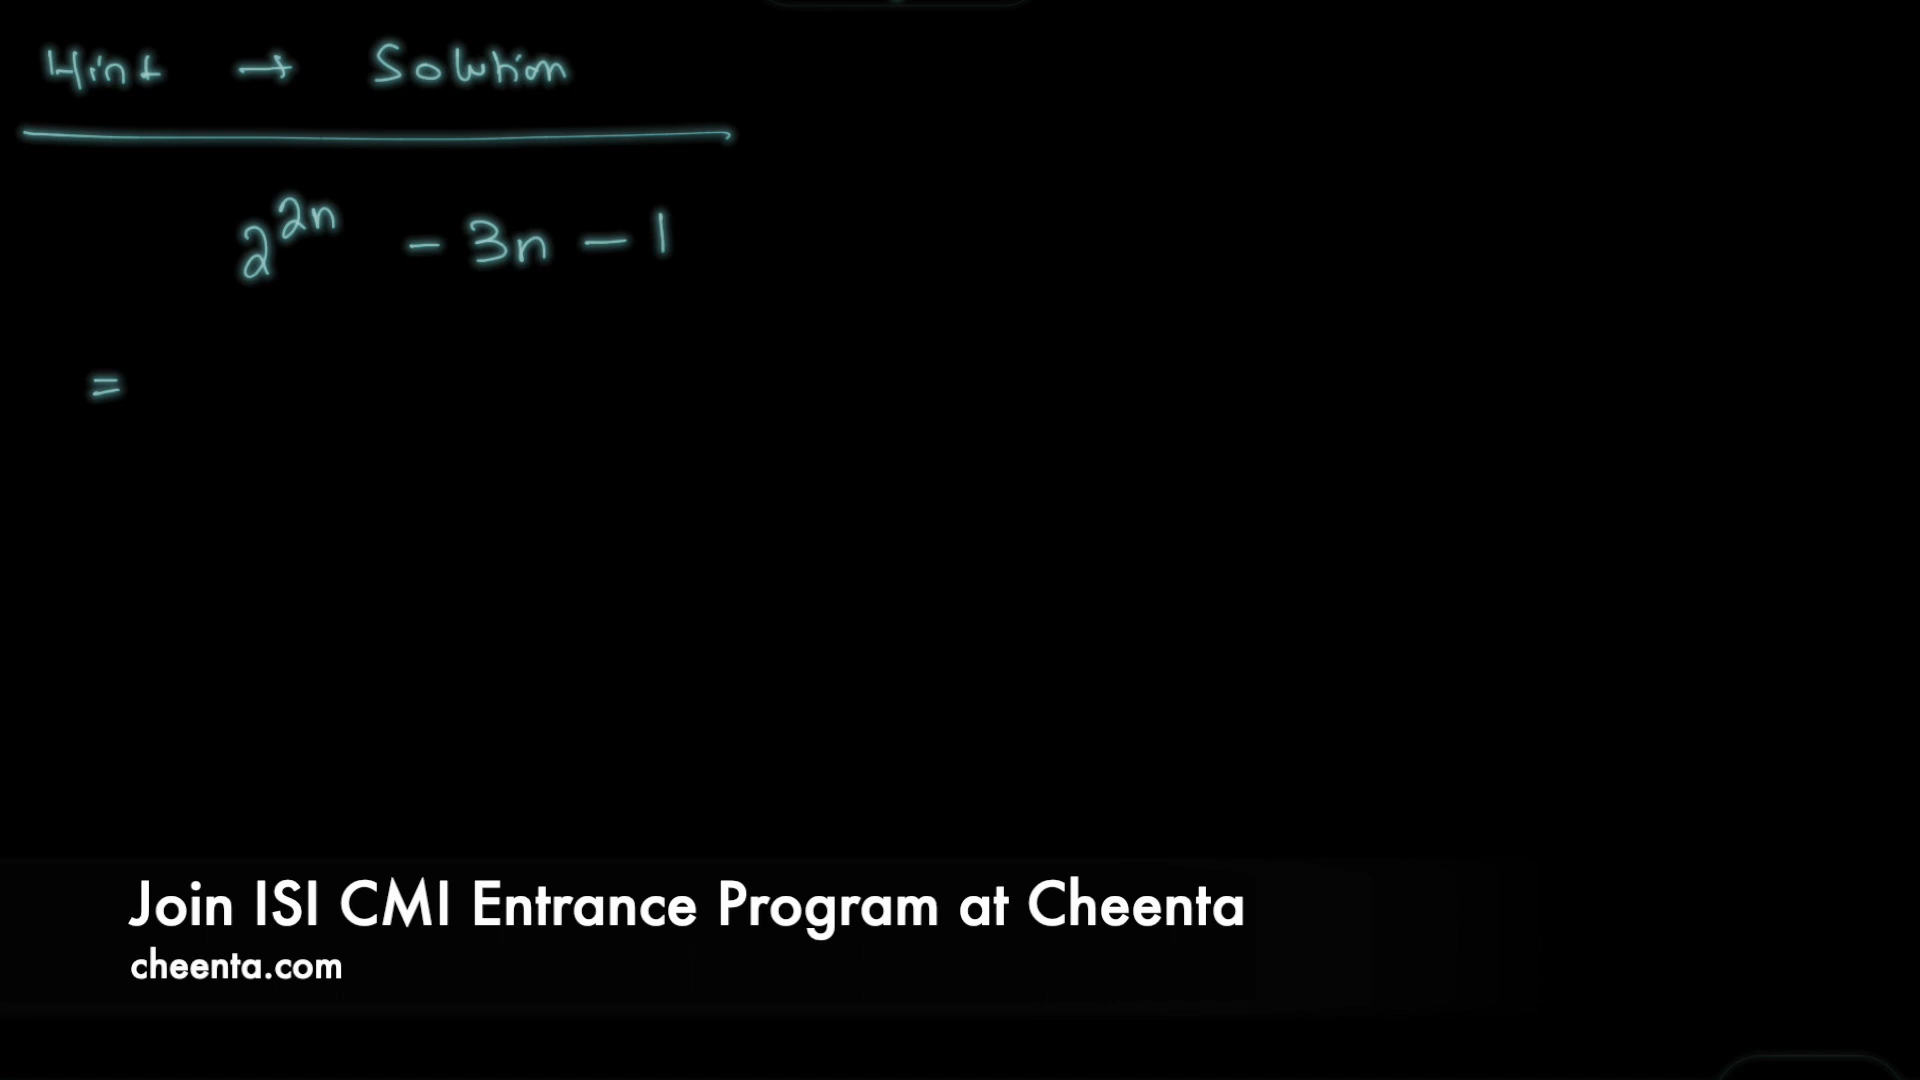 Hint → Solution
2^{2n} - 3n - 1
=
Join ISI CMI Entrance Program at Cheenta
cheenta.com